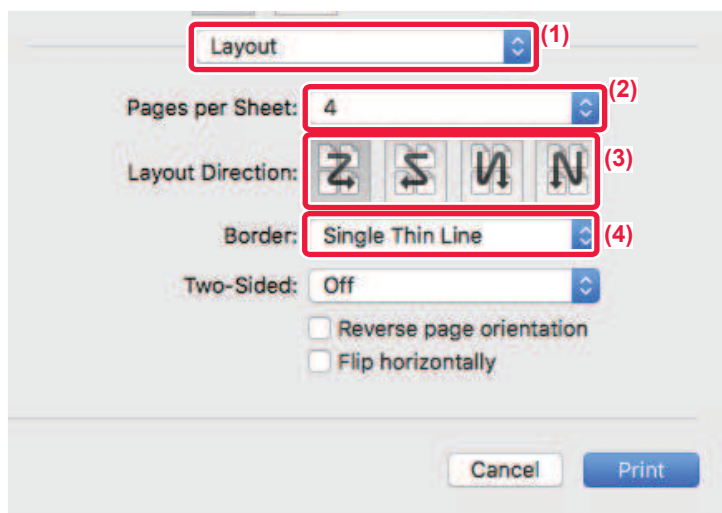 Layout (1)
Pages per Sheet: 4 (2)
Layout Direction: (3)
Border: Single Thin Line (4)
Two-Sided: Off
Reverse page orientation
Flip horizontally
Cancel Print